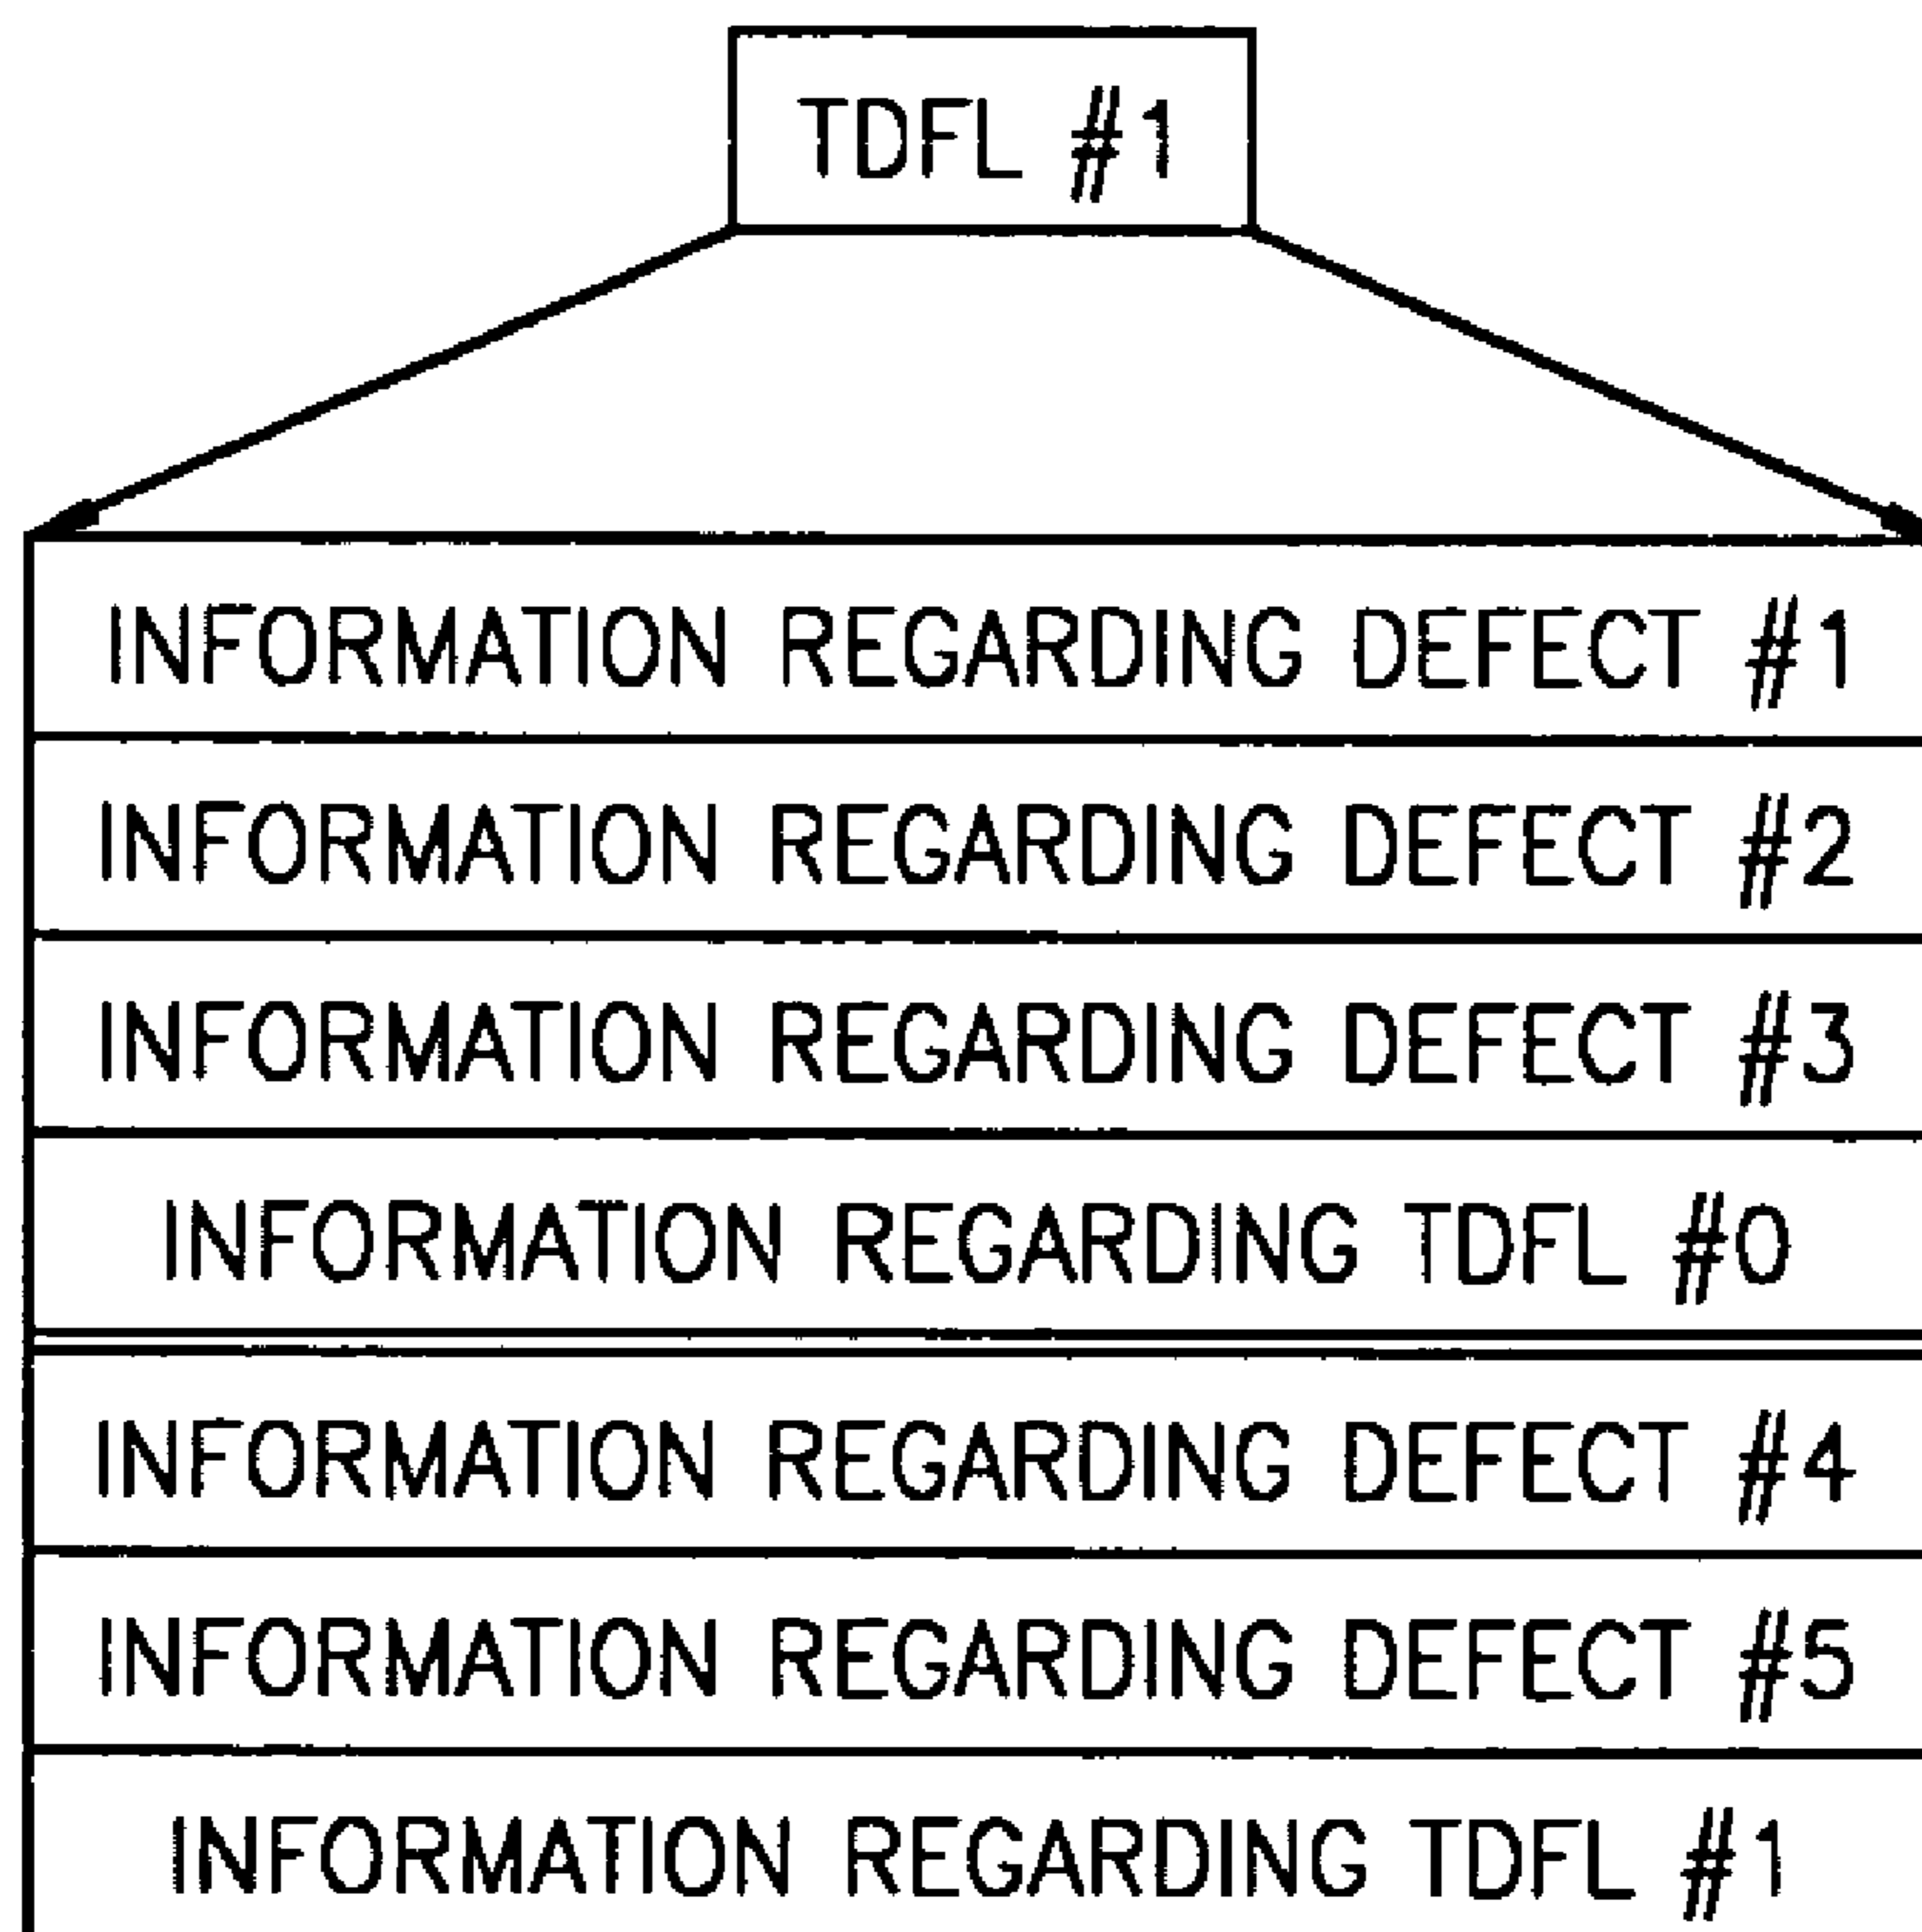 TDFL #1
INFORMATION REGARDING DEFECT #1
INFORMATION REGARDING DEFECT #2
INFORMATION REGARDING DEFECT #3
INFORMATION REGARDING TDFL #0
INFORMATION REGARDING DEFECT #4
INFORMATION REGARDING DEFECT #5
INFORMATION REGARDING TDFL #1